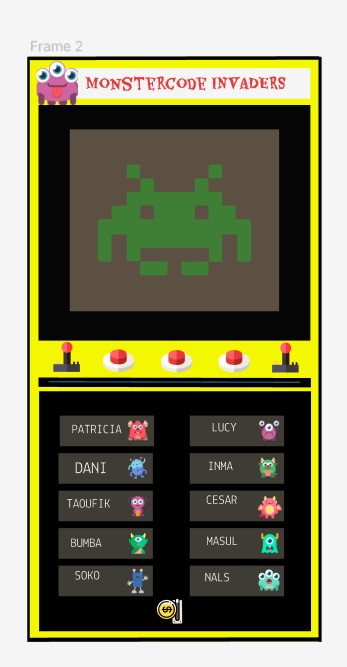 Frame 2
MONSTERCODE INVADERS
PATRICIA
LUCY
DANI
INMA
TAOUFIK
CESAR
BUMBA
MASUL
SOKO
NALS
$